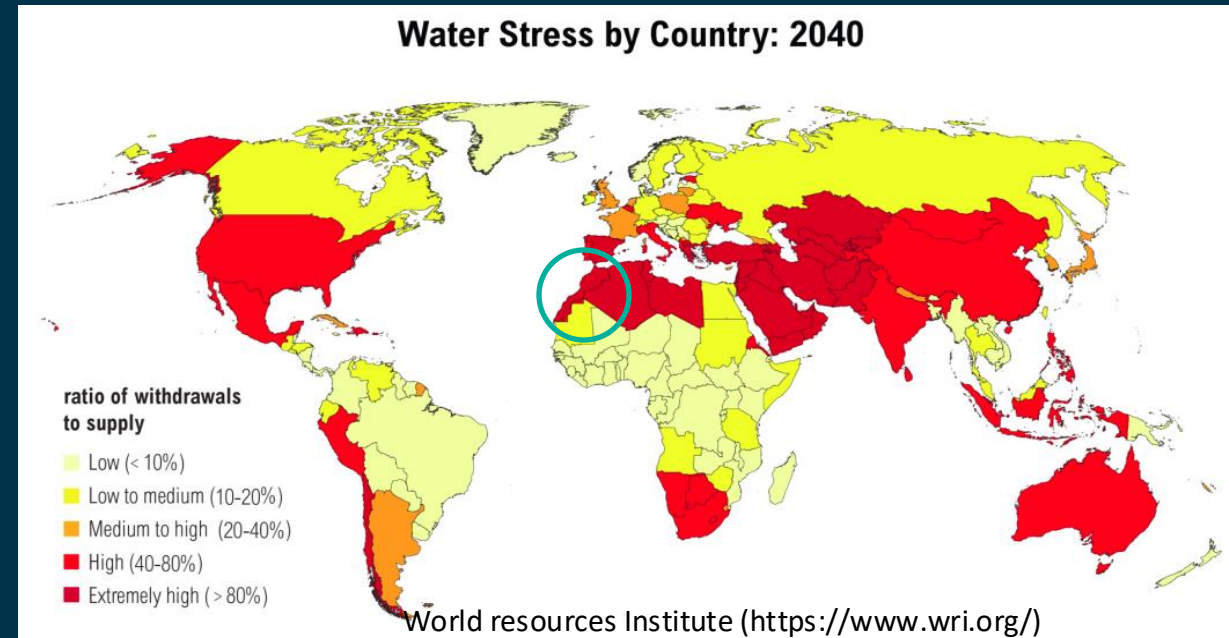 Water Stress by Country: 2040
ratio of withdrawals
to supply
Low (< 10%)
Low to medium (10-20%)
Medium to high (20-40%)
High (40-80%)
Extremely high (> 80%)
World resources Institute (https://www.wri.org/)